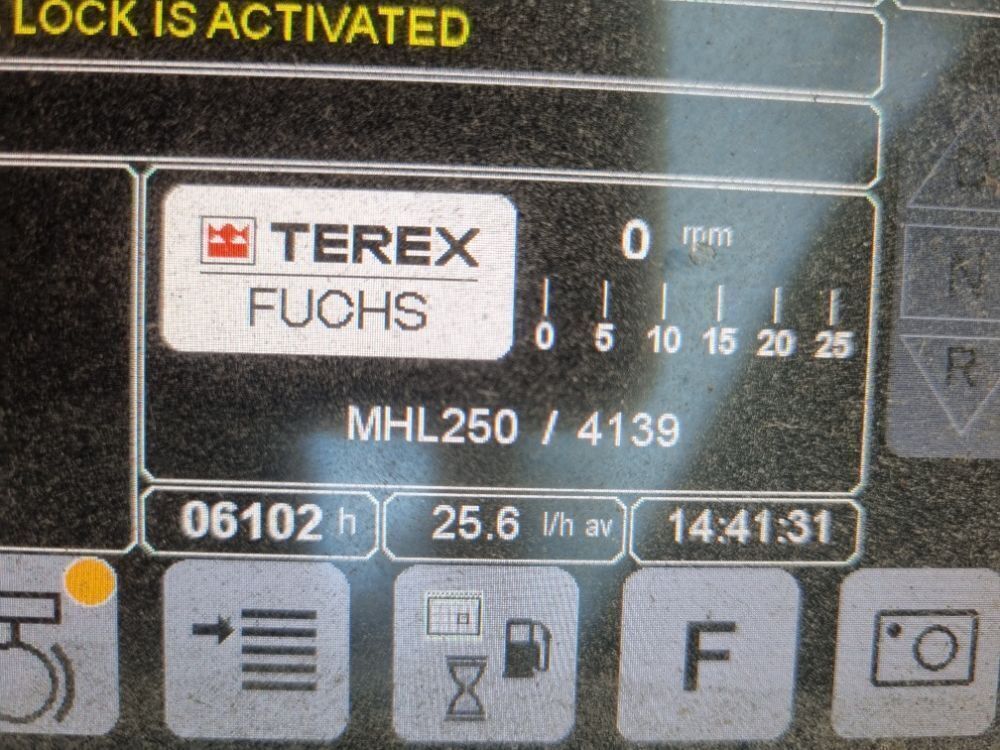 LOCK IS ACTIVATED
TEREX
FUCHS
0 rpm
0 5 10 15 20 25
MHL250 / 4139
06102 h
25.6 l/h av
14:41:31
N
R
F